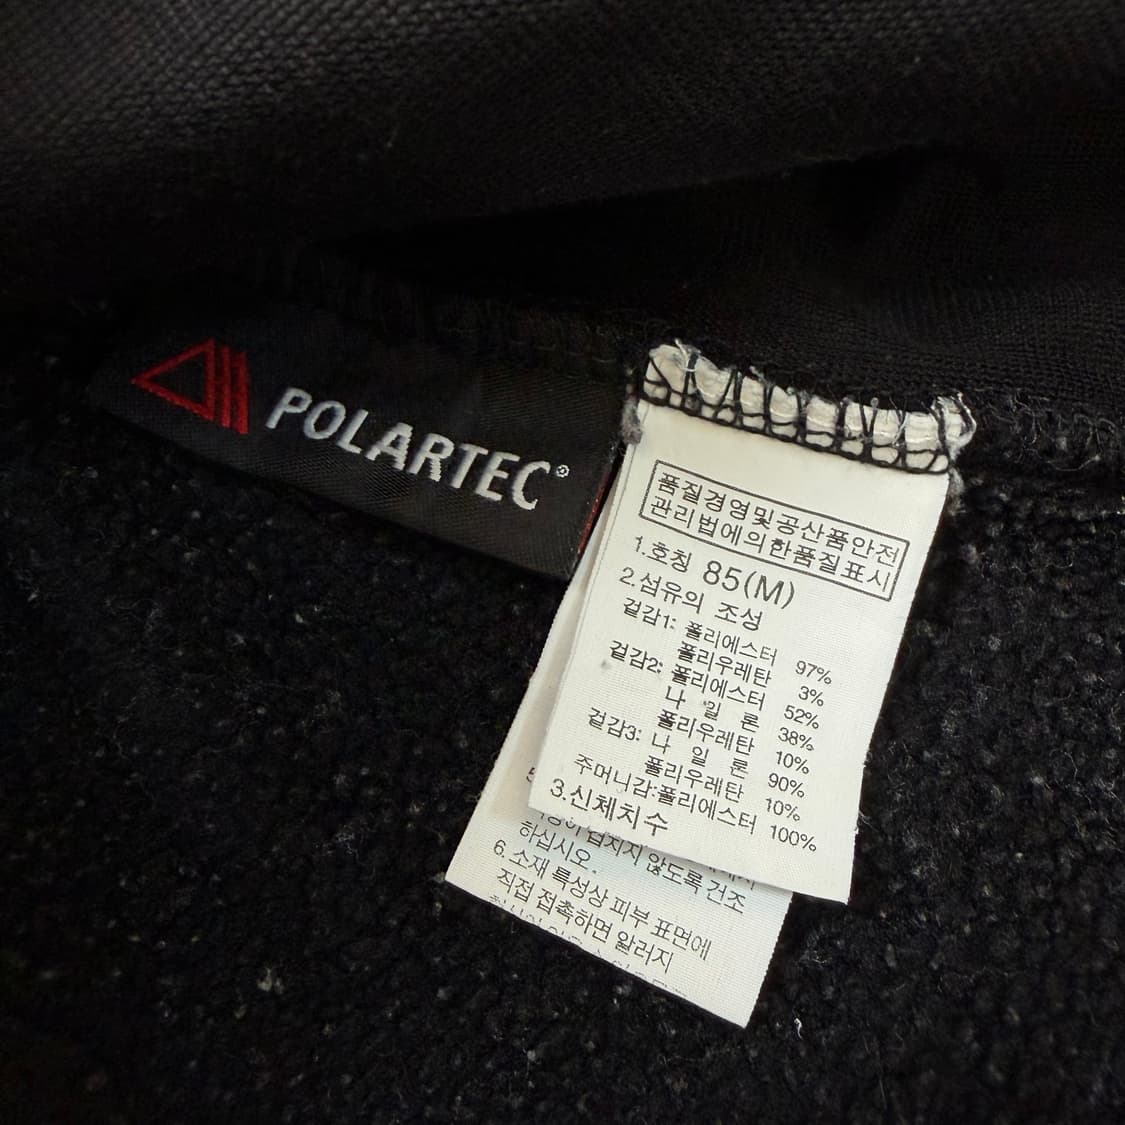 POLARTEC®
품질경영및공산품안전
관리법에의한품질표시
1.호칭 85(M)
2.섬유의 조성
겉감1: 폴리에스터 97%
폴리우레탄 3%
겉감2: 폴리에스터 52%
나 일 론 38%
폴리우레탄 10%
겉감3: 나 일 론 90%
폴리우레탄 10%
주머니감:폴리에스터 100%
3.신체치수
않도록 건조
하십시오.
6. 소재 특성상 피부 표면에
직접 접촉하면 알러지